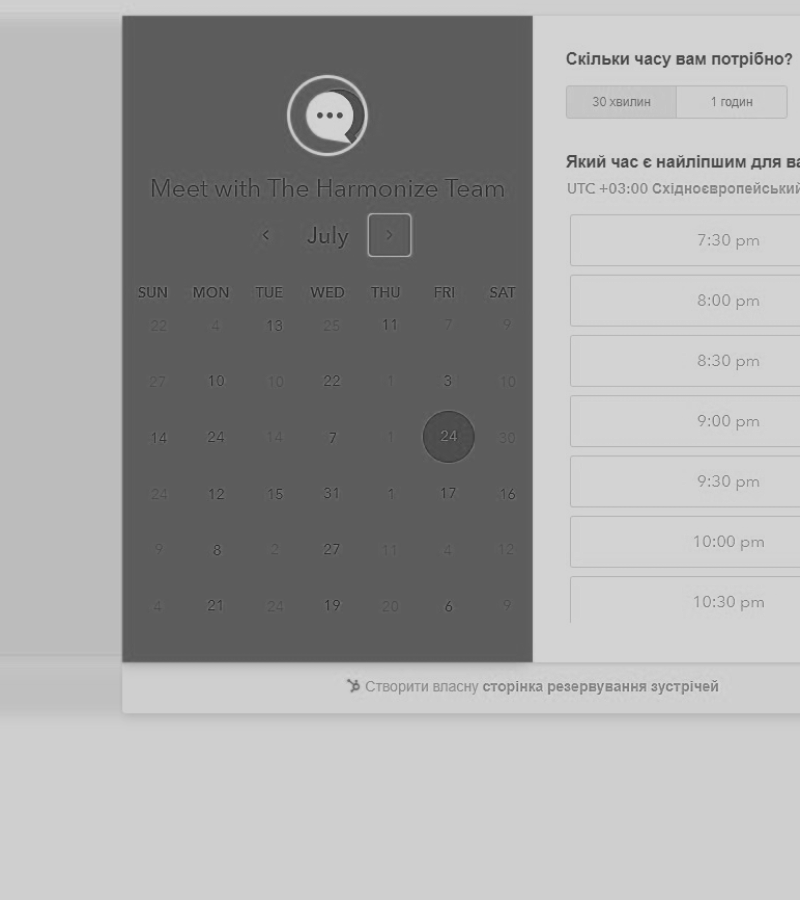 Meet with The Harmonize Team
July
SUN MON TUE WED THU FRI SAT
22 4 13 25 11 7 9
27 10 10 22 1 3 10
14 24 14 7 1 24 30
24 12 15 31 1 17 16
9 8 2 27 11 4 12
4 21 24 19 20 6 9
Скільки часу вам потрібно?
30 хвилин 1 годин
Який час є найліпшим для ва
UTC +03:00 Східноєвропейський
7:30 pm
8:00 pm
8:30 pm
9:00 pm
9:30 pm
10:00 pm
10:30 pm
Створити власну сторінка резервування зустрічей